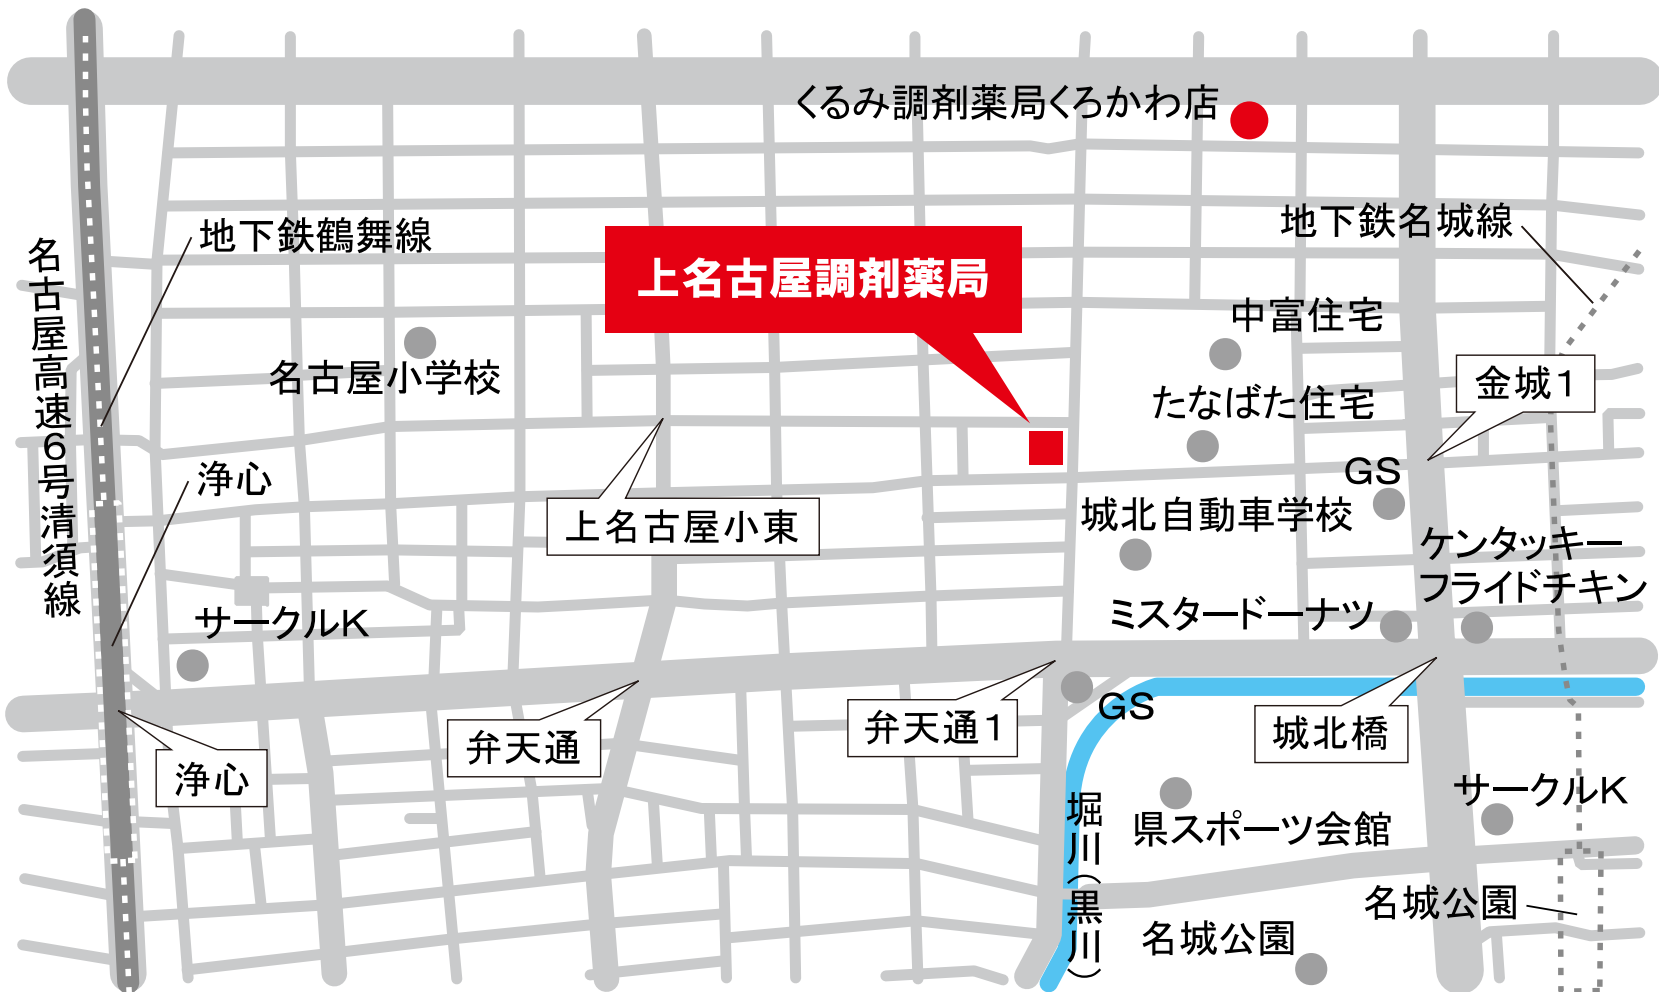 くるみ調剤薬局くろかわ店
地下鉄鶴舞線
地下鉄名城線
名古屋高速6号清須線
上名古屋調剤薬局
中富住宅
名古屋小学校
金城1
たなばた住宅
浄心
GS
上名古屋小東
城北自動車学校
ケンタッキー
フライドチキン
サークルK
ミスタードーナツ
GS
弁天通
弁天通1
城北橋
浄心
サークルK
堀川(黒川)
県スポーツ会館
名城公園
名城公園